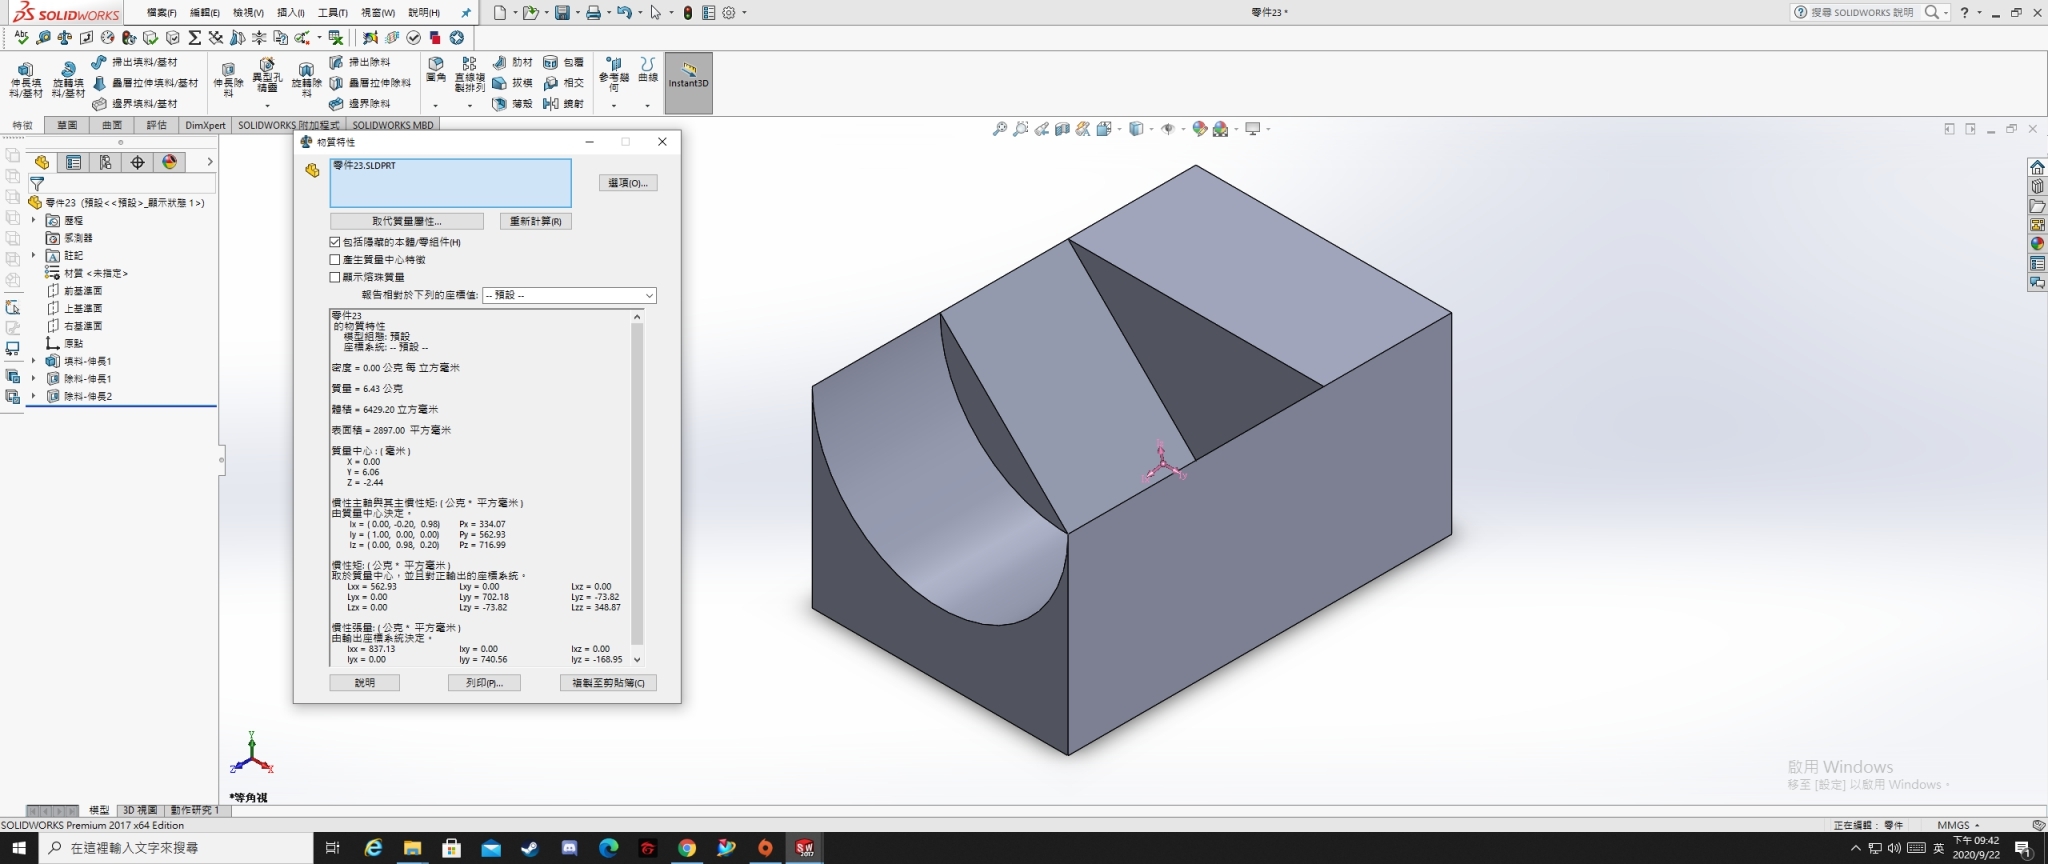 SOLIDWORKS 檔案(F) 編輯(E) 檢視(V) 插入(I) 工具(T) 視窗(W) 說明(H) 零件23 * 搜尋 SOLIDWORKS 說明
伸長填料/基材 旋轉填料/基材 掃出填料/基材 疊層拉伸填料/基材 邊界填料/基材
伸長除料 異型孔精靈 旋轉除料 掃出除料 疊層拉伸除料 邊界除料
圓角 直線複製排列 肋材 拔模 薄殼 包覆 相交 鏡射
參考幾何 曲線 Instant3D
特徵 草圖 曲面 評估 DimXpert SOLIDWORKS 附加程式 SOLIDWORKS MBD
零件23 (預設<<預設>_顯示狀態 1>)
歷程
感測器
註記
材質 <未指定>
前基準面
上基準面
右基準面
原點
填料-伸長1
除料-伸長1
除料-伸長2
物質特性
零件23.SLDPRT
選項(O)...
取代質量屬性... 重新計算(R)
包括隱藏的本體/零組件(H)
產生質量中心特徵
顯示熔珠質量
報告相對於下列的座標值: -- 預設 --
零件23
的物質特性
模型組態: 預設
座標系統: -- 預設 --
密度 = 0.00 公克 每 立方毫米
質量 = 6.43 公克
體積 = 6429.20 立方毫米
表面積 = 2897.00 平方毫米
質量中心 : ( 毫米 )
X = 0.00
Y = 6.06
Z = -2.44
慣性主軸與其主慣性矩: ( 公克 * 平方毫米 )
由質量中心決定。
Ix = ( 0.00, -0.20, 0.98) Px = 334.07
Iy = ( 1.00, 0.00, 0.00) Py = 562.93
Iz = ( 0.00, 0.98, 0.20) Pz = 716.99
慣性矩: ( 公克 * 平方毫米 )
取於質量中心，並且對正輸出的座標系統。
Lxx = 562.93 Lxy = 0.00 Lxz = 0.00
Lyx = 0.00 Lyy = 702.18 Lyz = -73.82
Lzx = 0.00 Lzy = -73.82 Lzz = 348.87
慣性張量: ( 公克 * 平方毫米 )
由輸出座標系統決定。
Ixx = 837.13 Ixy = 0.00 Ixz = 0.00
Iyx = 0.00 Iyy = 740.56 Iyz = -168.95
說明 列印(P)... 複製至剪貼簿(C)
Y
Z X
*等角視
啟用 Windows
移至 [設定] 以啟用 Windows。
模型 3D 視圖 動作研究 1
SOLIDWORKS Premium 2017 x64 Edition 正在編輯： 零件 MMGS
在這裡輸入文字來搜尋 英 下午 09:42
2020/9/22